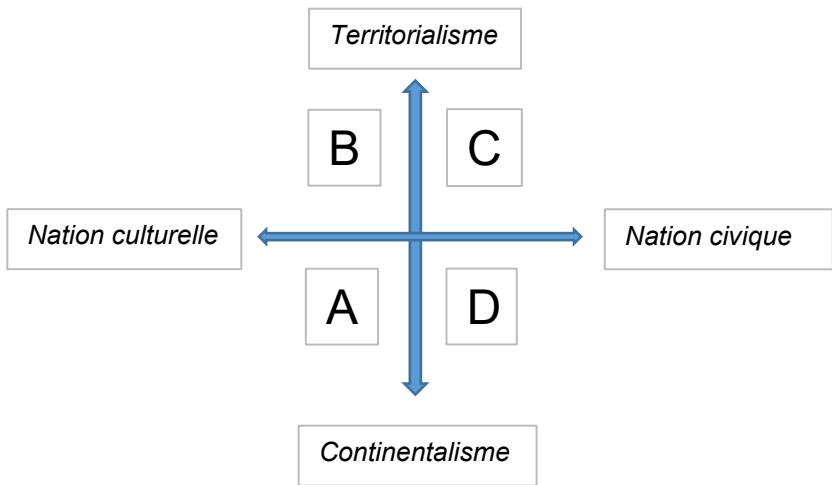 Territorialisme
B
C
Nation culturelle
Nation civique
A
D
Continentalisme